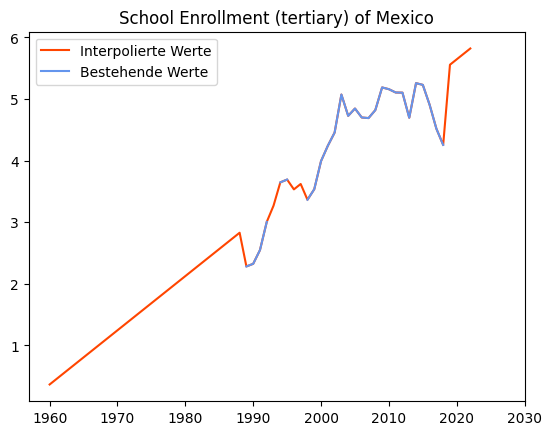 School Enrollment (tertiary) of Mexico
Interpolierte Werte
Bestehende Werte
6
5
4
3
2
1
1960 1970 1980 1990 2000 2010 2020 2030